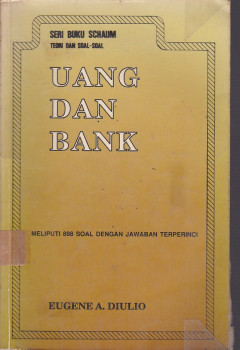 SERI BUKU SCHAUM
TEORI DAN SOAL-SOAL
UANG
DAN
BANK
MELIPUTI 898 SOAL DENGAN JAWABAN TERPERINCI
EUGENE A. DIULIO